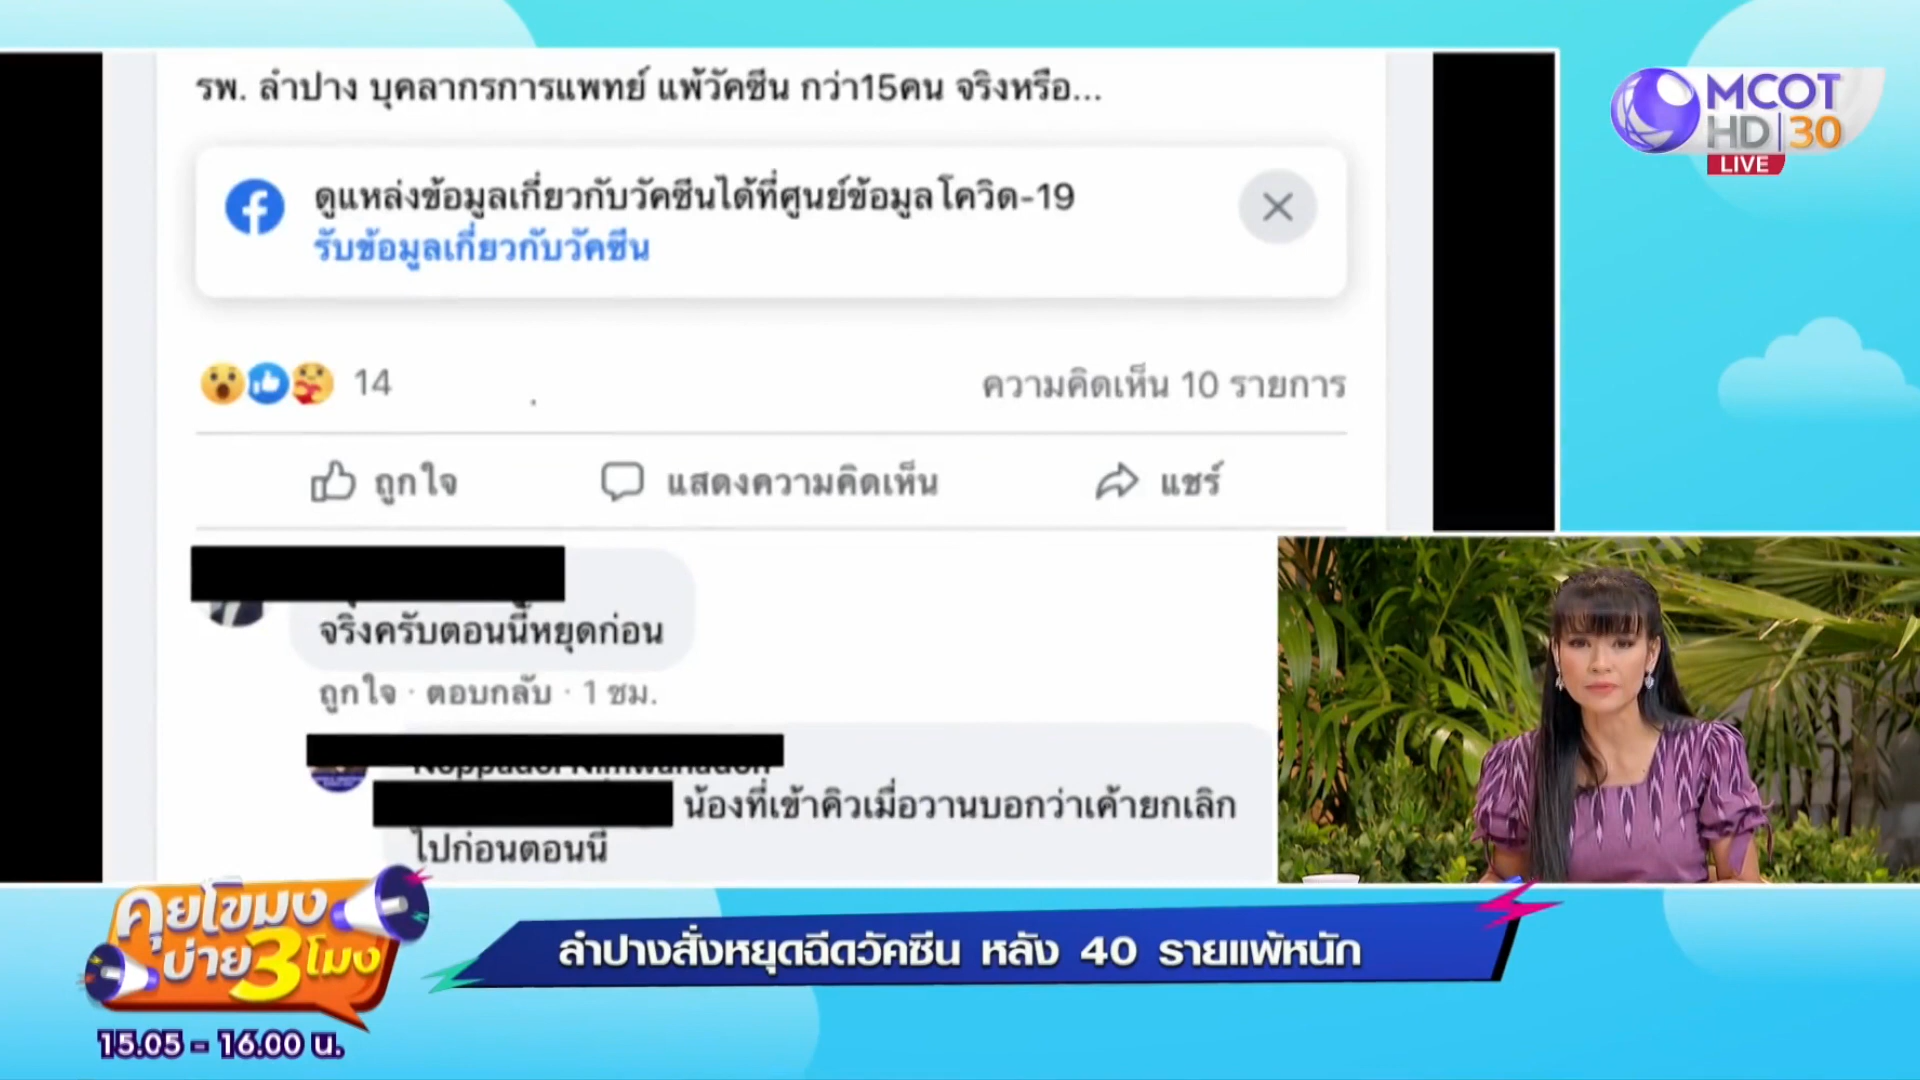 รพ. ลำปาง บุคลากรการแพทย์ แพ้วัคซีน กว่า15คน จริงหรือ...
MCOT
HD 30
LIVE
ดูแหล่งข้อมูลเกี่ยวกับวัคซีนได้ที่ศูนย์ข้อมูลโควิด-19
รับข้อมูลเกี่ยวกับวัคซีน
14
ความคิดเห็น 10 รายการ
ถูกใจ
แสดงความคิดเห็น
แชร์
จริงครับตอนนี้หยุดก่อน
ถูกใจ · ตอบกลับ · 1 ชม.
น้องที่เข้าคิวเมื่อวานบอกว่าเค้ายกเลิก
ไปก่อนตอนนี้
คุยโขมง
บ่าย3โมง
15.05 - 16.00 น.
ลำปางสั่งหยุดฉีดวัคซีน หลัง 40 รายแพ้หนัก